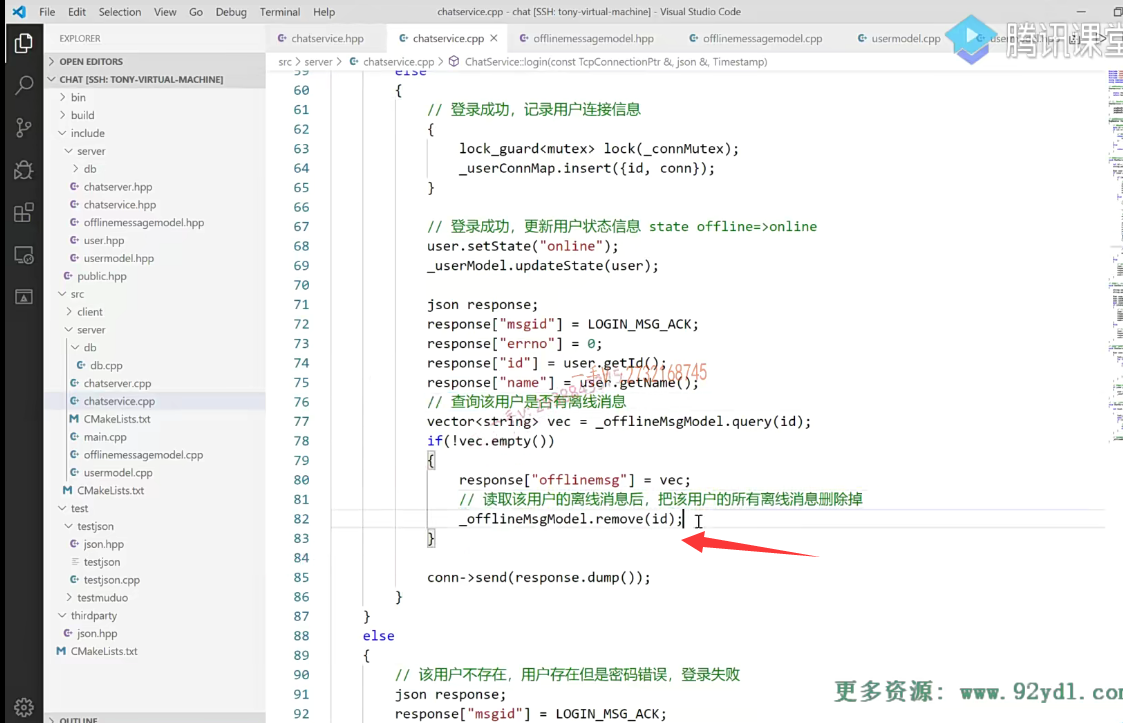 File Edit Selection View Go Debug Terminal Help
chatservice.cpp - chat [SSH: tony-virtual-machine] - Visual Studio Code
EXPLORER
chatservice.hpp
chatservice.cpp
offlinemessagemodel.hpp
offlinemessagemodel.cpp
usermodel.cpp
腾讯课堂
OPEN EDITORS
CHAT [SSH: TONY-VIRTUAL-MACHINE]
bin
build
include
server
db
chatserver.hpp
chatservice.hpp
offlinemessagemodel.hpp
user.hpp
usermodel.hpp
public.hpp
src
client
server
db
db.cpp
chatserver.cpp
chatservice.cpp
CMakeLists.txt
main.cpp
offlinemessagemodel.cpp
usermodel.cpp
CMakeLists.txt
test
testjson
json.hpp
testjson
testjson.cpp
testmuduo
thirdparty
json.hpp
CMakeLists.txt
OUTLINE
src > server > chatservice.cpp > ChatService::login(const TcpConnectionPtr &, json &, Timestamp)
59 else
60 {
61 // 登录成功，记录用户连接信息
62 {
63 lock_guard<mutex> lock(_connMutex);
64 _userConnMap.insert({id, conn});
65 }
66
67 // 登录成功，更新用户状态信息 state offline=>online
68 user.setState("online");
69 _userModel.updateState(user);
70
71 json response;
72 response["msgid"] = LOGIN_MSG_ACK;
73 response["errno"] = 0;
74 response["id"] = user.getId();
75 response["name"] = user.getName();
76 // 查询该用户是否有离线消息
77 vector<string> vec = _offlineMsgModel.query(id);
78 if(!vec.empty())
79 {
80 response["offlinemsg"] = vec;
81 // 读取该用户的离线消息后，把该用户的所有离线消息删除掉
82 _offlineMsgModel.remove(id);
83 }
84
85 conn->send(response.dump());
86 }
87 }
88 else
89 {
90 // 该用户不存在，用户存在但是密码错误，登录失败
91 json response;
92 response["msgid"] = LOGIN_MSG_ACK;
2732168745
更多资源：www.92ydl.com